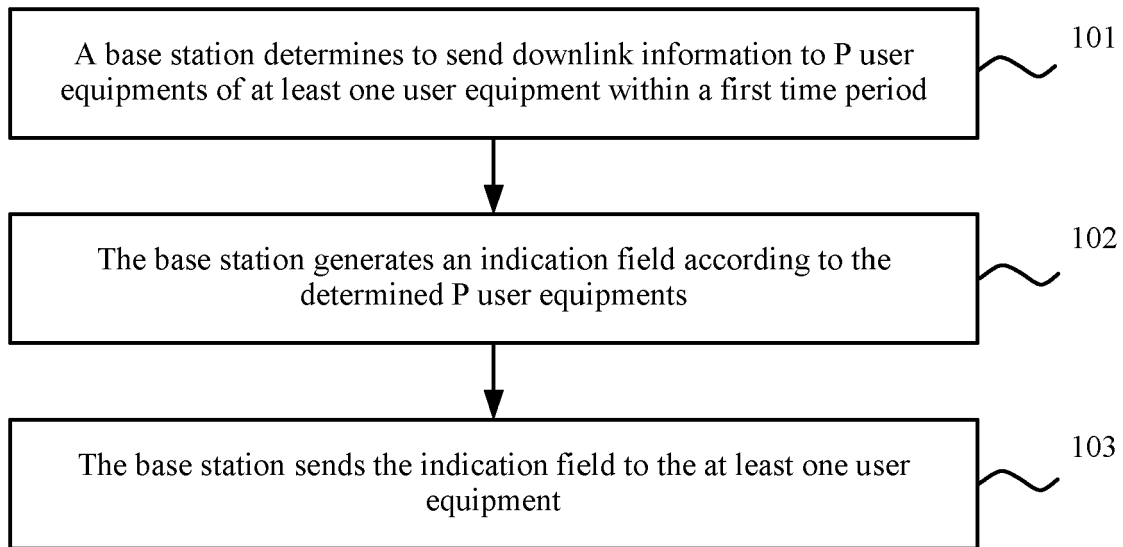 A base station determines to send downlink information to P user
equipments of at least one user equipment within a first time period
101
The base station generates an indication field according to the
determined P user equipments
102
The base station sends the indication field to the at least one user
equipment
103